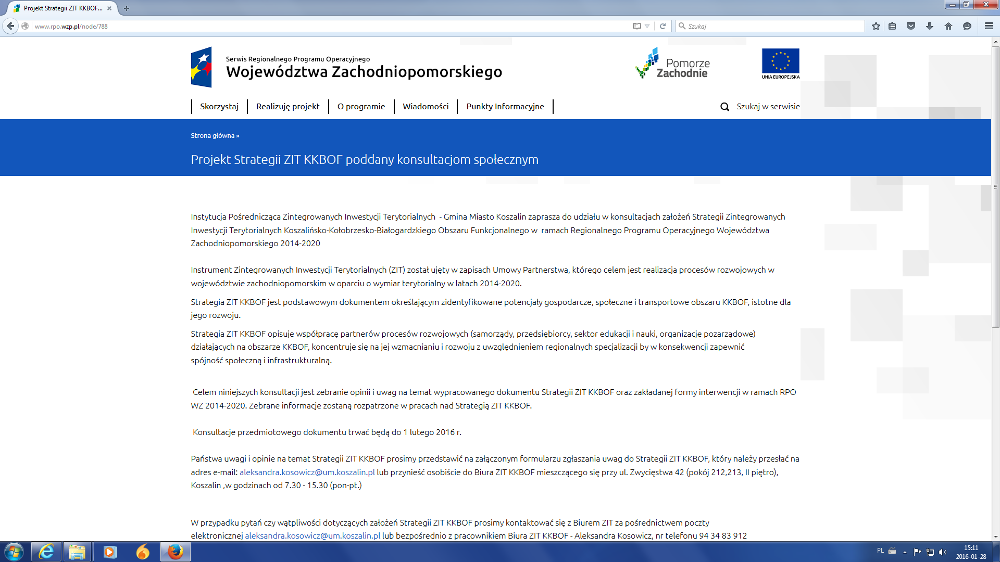 Projekt Strategii ZIT KKBOF...
www.rpo.wzp.pl/node/788
Szukaj
Serwis Regionalnego Programu Operacyjnego
Województwa Zachodniopomorskiego
Pomorze
Zachodnie
UNIA EUROPEJSKA
Skorzystaj
Realizuję projekt
O programie
Wiadomości
Punkty Informacyjne
Szukaj w serwisie
Strona główna »
Projekt Strategii ZIT KKBOF poddany konsultacjom społecznym
Instytucja Pośrednicząca Zintegrowanych Inwestycji Terytorialnych - Gmina Miasto Koszalin zaprasza do udziału w konsultacjach założeń Strategii Zintegrowanych
Inwestycji Terytorialnych Koszalińsko-Kołobrzesko-Białogardzkiego Obszaru Funkcjonalnego w ramach Regionalnego Programu Operacyjnego Województwa
Zachodniopomorskiego 2014-2020
Instrument Zintegrowanych Inwestycji Terytorialnych (ZIT) został ujęty w zapisach Umowy Partnerstwa, którego celem jest realizacja procesów rozwojowych w
województwie zachodniopomorskim w oparciu o wymiar terytorialny w latach 2014-2020.
Strategia ZIT KKBOF jest podstawowym dokumentem określającym zidentyfikowane potencjały gospodarcze, społeczne i transportowe obszaru KKBOF, istotne dla
jego rozwoju.
Strategia ZIT KKBOF opisuje współpracę partnerów procesów rozwojowych (samorządy, przedsiębiorcy, sektor edukacji i nauki, organizacje pozarządowe)
działających na obszarze KKBOF, koncentruje się na jej wzmacnianiu i rozwoju z uwzględnieniem regionalnych specjalizacji by w konsekwencji zapewnić
spójność społeczną i infrastrukturalną.
Celem niniejszych konsultacji jest zebranie opinii i uwag na temat wypracowanego dokumentu Strategii ZIT KKBOF oraz zakładanej formy interwencji w ramach RPO
WZ 2014-2020. Zebrane informacje zostaną rozpatrzone w pracach nad Strategią ZIT KKBOF.
Konsultacje przedmiotowego dokumentu trwać będą do 1 lutego 2016 r.
Państwa uwagi i opinie na temat Strategii ZIT KKBOF prosimy przedstawić na załączonym formularzu zgłaszania uwag do Strategii ZIT KKBOF, który należy przesłać na
adres e-mail: aleksandra.kosowicz@um.koszalin.pl lub przynieść osobiście do Biura ZIT KKBOF mieszczącego się przy ul. Zwycięstwa 42 (pokój 212,213, II piętro),
Koszalin ,w godzinach od 7.30 - 15.30 (pon-pt.)
W przypadku pytań czy wątpliwości dotyczących założeń Strategii ZIT KKBOF prosimy kontaktować się z Biurem ZIT za pośrednictwem poczty
elektronicznej aleksandra.kosowicz@um.koszalin.pl lub bezpośrednio z pracownikiem Biura ZIT KKBOF - Aleksandra Kosowicz, nr telefonu 94 34 83 912
PL
15:11
2016-01-28